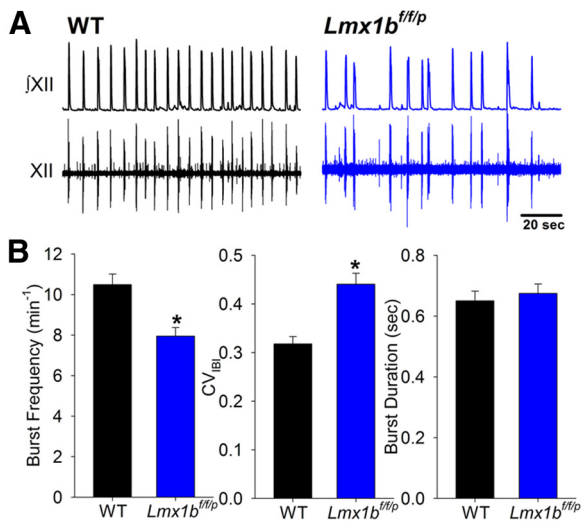 A
WT
Lmx1b^f/f/p
∫XII
XII
20 sec
B
Burst Frequency (min^-1)
12
10
8
6
4
2
0
*
WT
Lmx1b^f/f/p
CV_IBI
0.5
0.4
0.3
0.2
0.1
0.0
*
WT
Lmx1b^f/f/p
Burst Duration (sec)
0.8
0.6
0.4
0.2
0.0
WT
Lmx1b^f/f/p